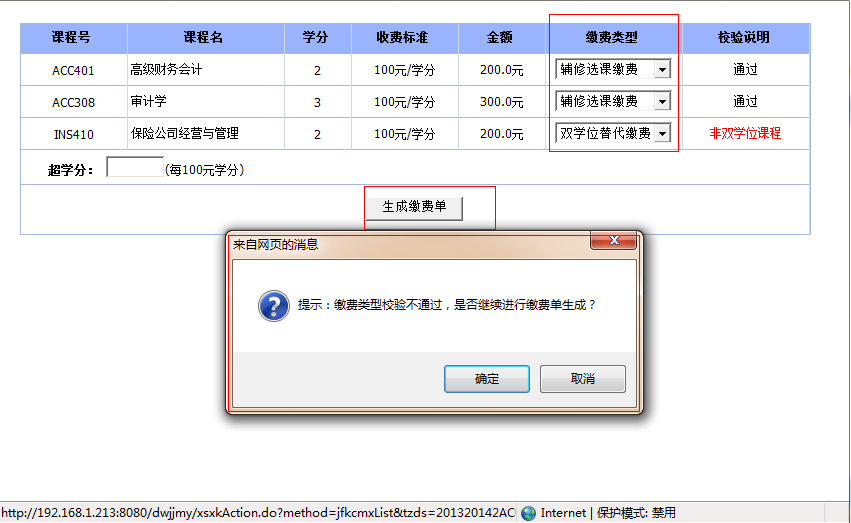 课程号 课程名 学分 收费标准 金额 缴费类型 校验说明
ACC401 高级财务会计 2 100元/学分 200.0元 辅修选课缴费 通过
ACC308 审计学 3 100元/学分 300.0元 辅修选课缴费 通过
INS410 保险公司经营与管理 2 100元/学分 200.0元 双学位替代缴费 非双学位课程
超学分： (每100元学分)
生成缴费单
来自网页的消息
提示：缴费类型校验不通过，是否继续进行缴费单生成？
确定 取消
http://192.168.1.213:8080/dwjjmy/xsxkAction.do?method=jfkcmxList&tzds=201320142AC Internet | 保护模式: 禁用